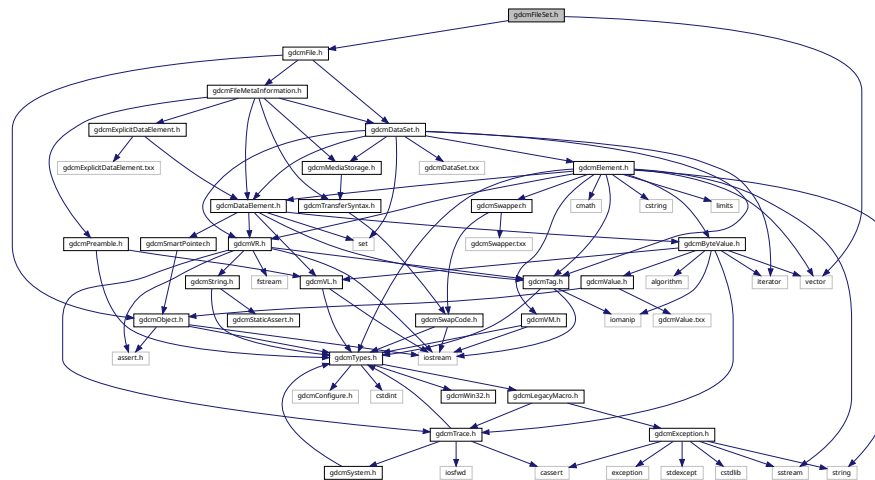 gdcmFileSet.h
gdcmFile.h
gdcmFileMetaInformation.h
gdcmExplicitDataElement.h
gdcmDataSet.h
gdcmExplicitDataElement.txx
gdcmMediaStorage.h
gdcmDataSet.txx
gdcmElement.h
gdcmDataElement.h
gdcmTransferSyntax.h
gdcmSwapper.h
cmath
cstring
limits
gdcmPreamble.h
gdcmSmartPointer.h
gdcmVR.h
set
gdcmSwapper.txx
gdcmByteValue.h
gdcmString.h
fstream
gdcmVL.h
gdcmTag.h
gdcmValue.h
algorithm
iterator
vector
gdcmObject.h
gdcmStaticAssert.h
gdcmSwapCode.h
gdcmVM.h
iomanip
gdcmValue.txx
assert.h
gdcmTypes.h
iostream
gdcmConfigure.h
cstdint
gdcmWin32.h
gdcmLegacyMacro.h
gdcmTrace.h
gdcmException.h
gdcmSystem.h
iosfwd
cassert
exception
stdexcept
cstdlib
sstream
string